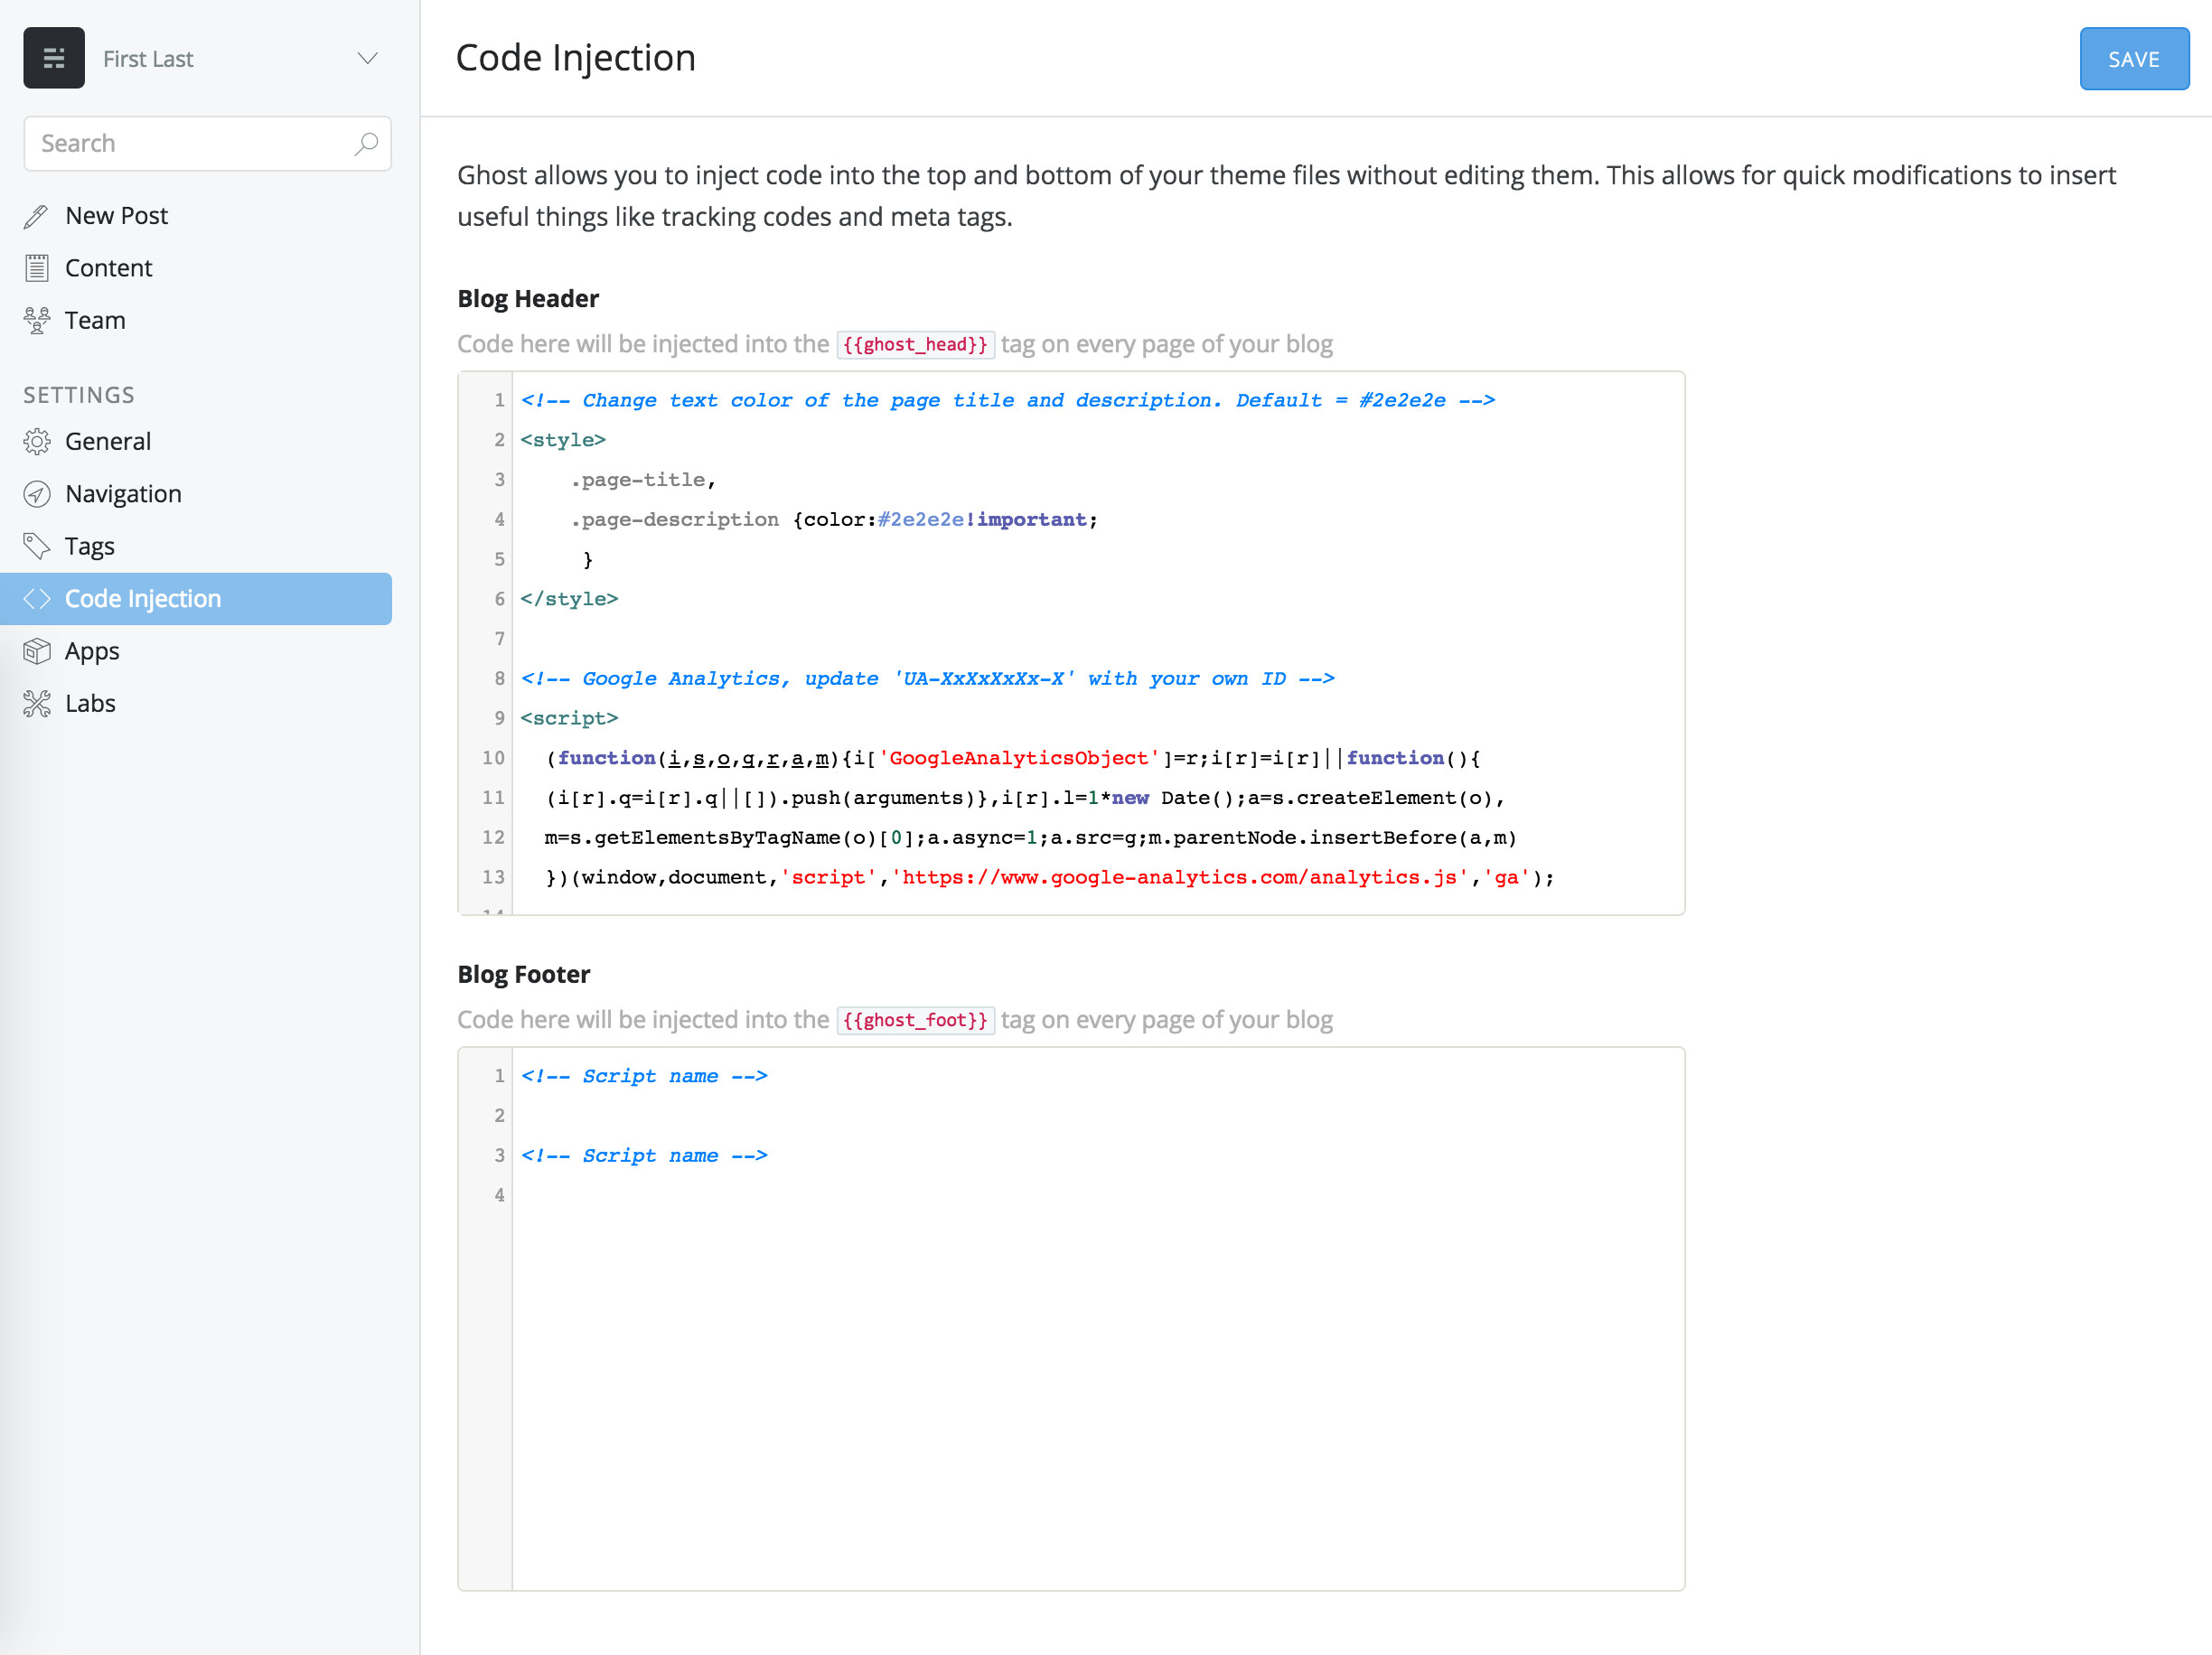 First Last
Search
New Post
Content
Team
SETTINGS
General
Navigation
Tags
Code Injection
Apps
Labs
Code Injection
SAVE
Ghost allows you to inject code into the top and bottom of your theme files without editing them. This allows for quick modifications to insert
useful things like tracking codes and meta tags.
Blog Header
Code here will be injected into the {{ghost_head}} tag on every page of your blog
1 <!-- Change text color of the page title and description. Default = #2e2e2e -->
2 <style>
3 .page-title,
4 .page-description {color:#2e2e2e!important;
5 }
6 </style>
7
8 <!-- Google Analytics, update 'UA-XxXxXxXx-X' with your own ID -->
9 <script>
10 (function(i,s,o,g,r,a,m){i['GoogleAnalyticsObject']=r;i[r]=i[r]||function(){
11 (i[r].q=i[r].q||[]).push(arguments)},i[r].l=1*new Date();a=s.createElement(o),
12 m=s.getElementsByTagName(o)[0];a.async=1;a.src=g;m.parentNode.insertBefore(a,m)
13 })(window,document,'script','https://www.google-analytics.com/analytics.js','ga');
Blog Footer
Code here will be injected into the {{ghost_foot}} tag on every page of your blog
1 <!-- Script name -->
2
3 <!-- Script name -->
4